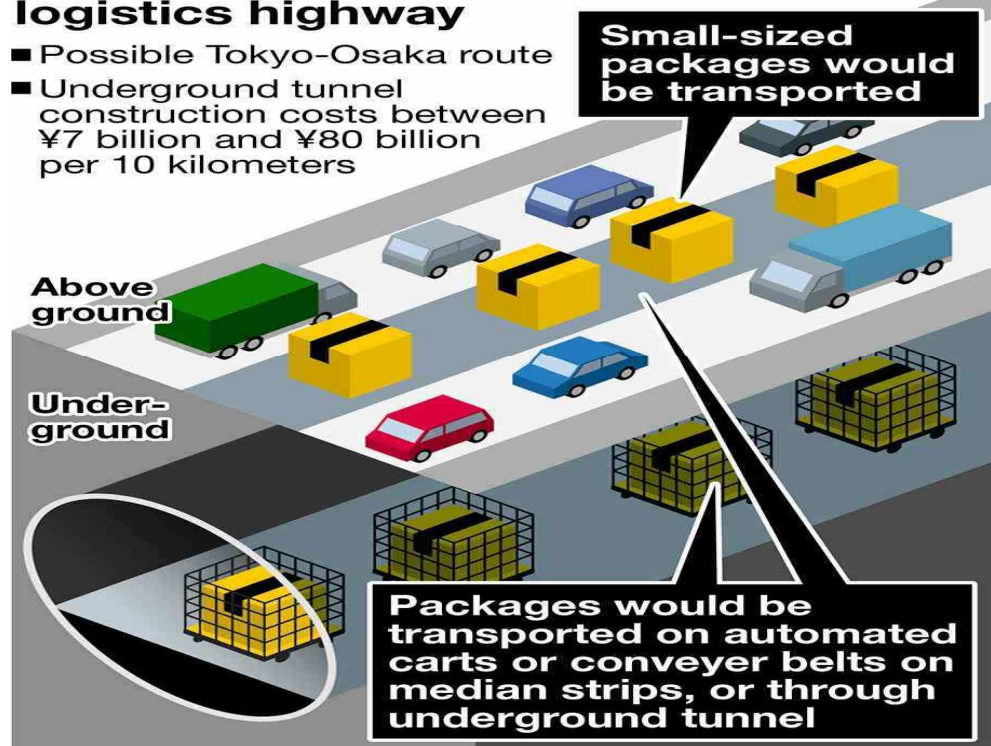 logistics highway
■ Possible Tokyo-Osaka route
■ Underground tunnel
construction costs between
¥7 billion and ¥80 billion
per 10 kilometers
Small-sized
packages would
be transported
Above
ground
Under-
ground
Packages would be
transported on automated
carts or conveyer belts on
median strips, or through
underground tunnel